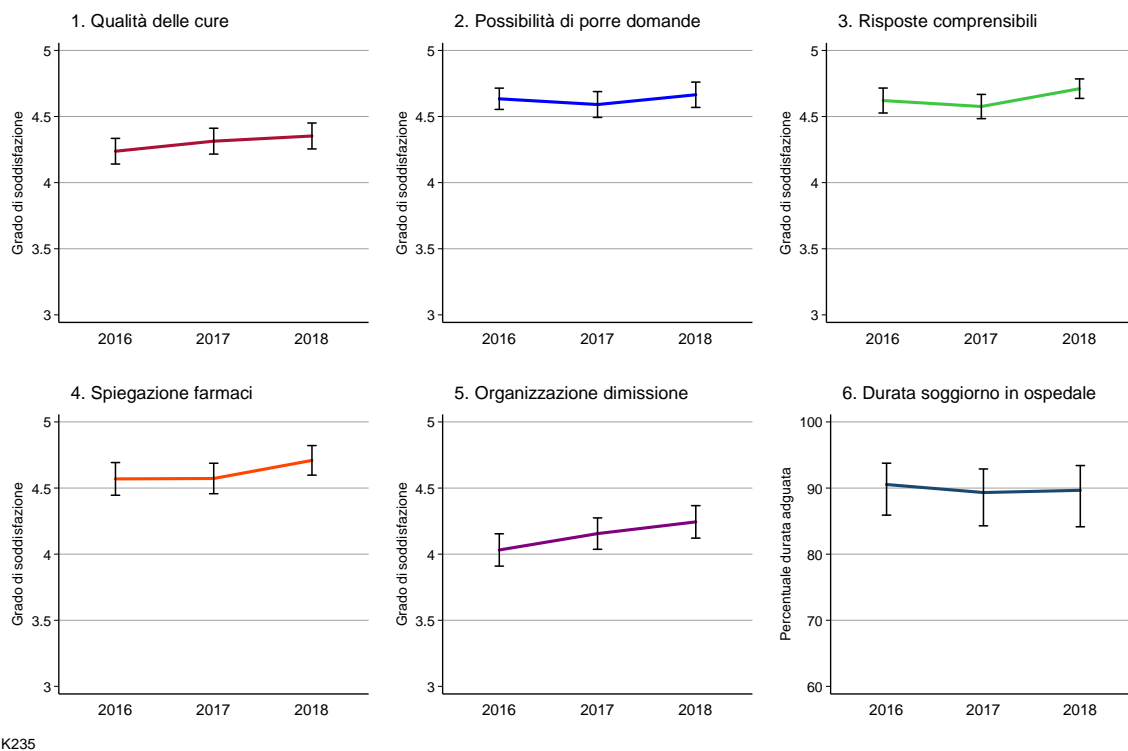 1. Qualità delle cure
5
4.5
4
3.5
3
Grado di soddisfazione
2016 2017 2018
2. Possibilità di porre domande
5
4.5
4
3.5
3
Grado di soddisfazione
2016 2017 2018
3. Risposte comprensibili
5
4.5
4
3.5
3
Grado di soddisfazione
2016 2017 2018
4. Spiegazione farmaci
5
4.5
4
3.5
3
Grado di soddisfazione
2016 2017 2018
5. Organizzazione dimissione
5
4.5
4
3.5
3
Grado di soddisfazione
2016 2017 2018
6. Durata soggiorno in ospedale
100
90
80
70
60
Percentuale durata adguata
2016 2017 2018
K235